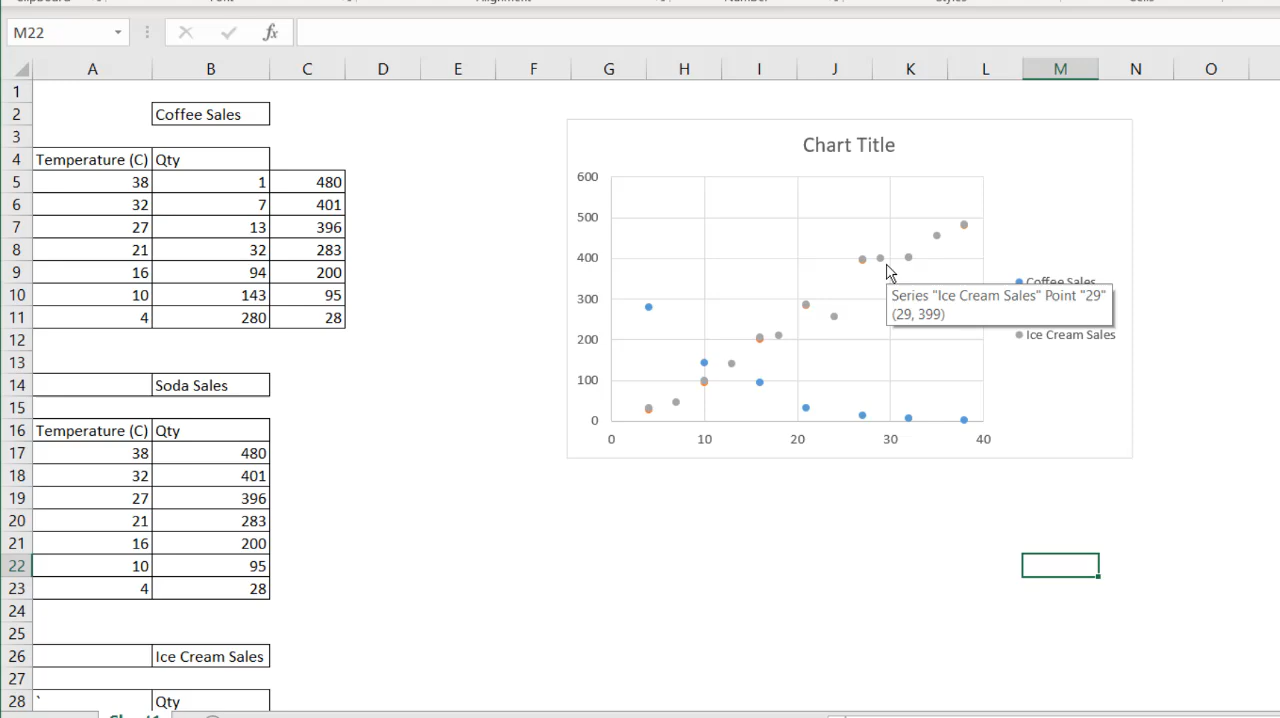 M22 fx
A B C D E F G H I J K L M N O
1
2 Coffee Sales
3
4 Temperature (C) Qty
5 38 1 480
6 32 7 401
7 27 13 396
8 21 32 283
9 16 94 200
10 10 143 95
11 4 280 28
12
13
14 Soda Sales
15
16 Temperature (C) Qty
17 38 480
18 32 401
19 27 396
20 21 283
21 16 200
22 10 95
23 4 28
24
25
26 Ice Cream Sales
27
28 ` Qty
Chart Title
600
500
400
300
200
100
0
0 10 20 30 40
Coffee Sales
Series "Ice Cream Sales" Point "29"
(29, 399)
Ice Cream Sales